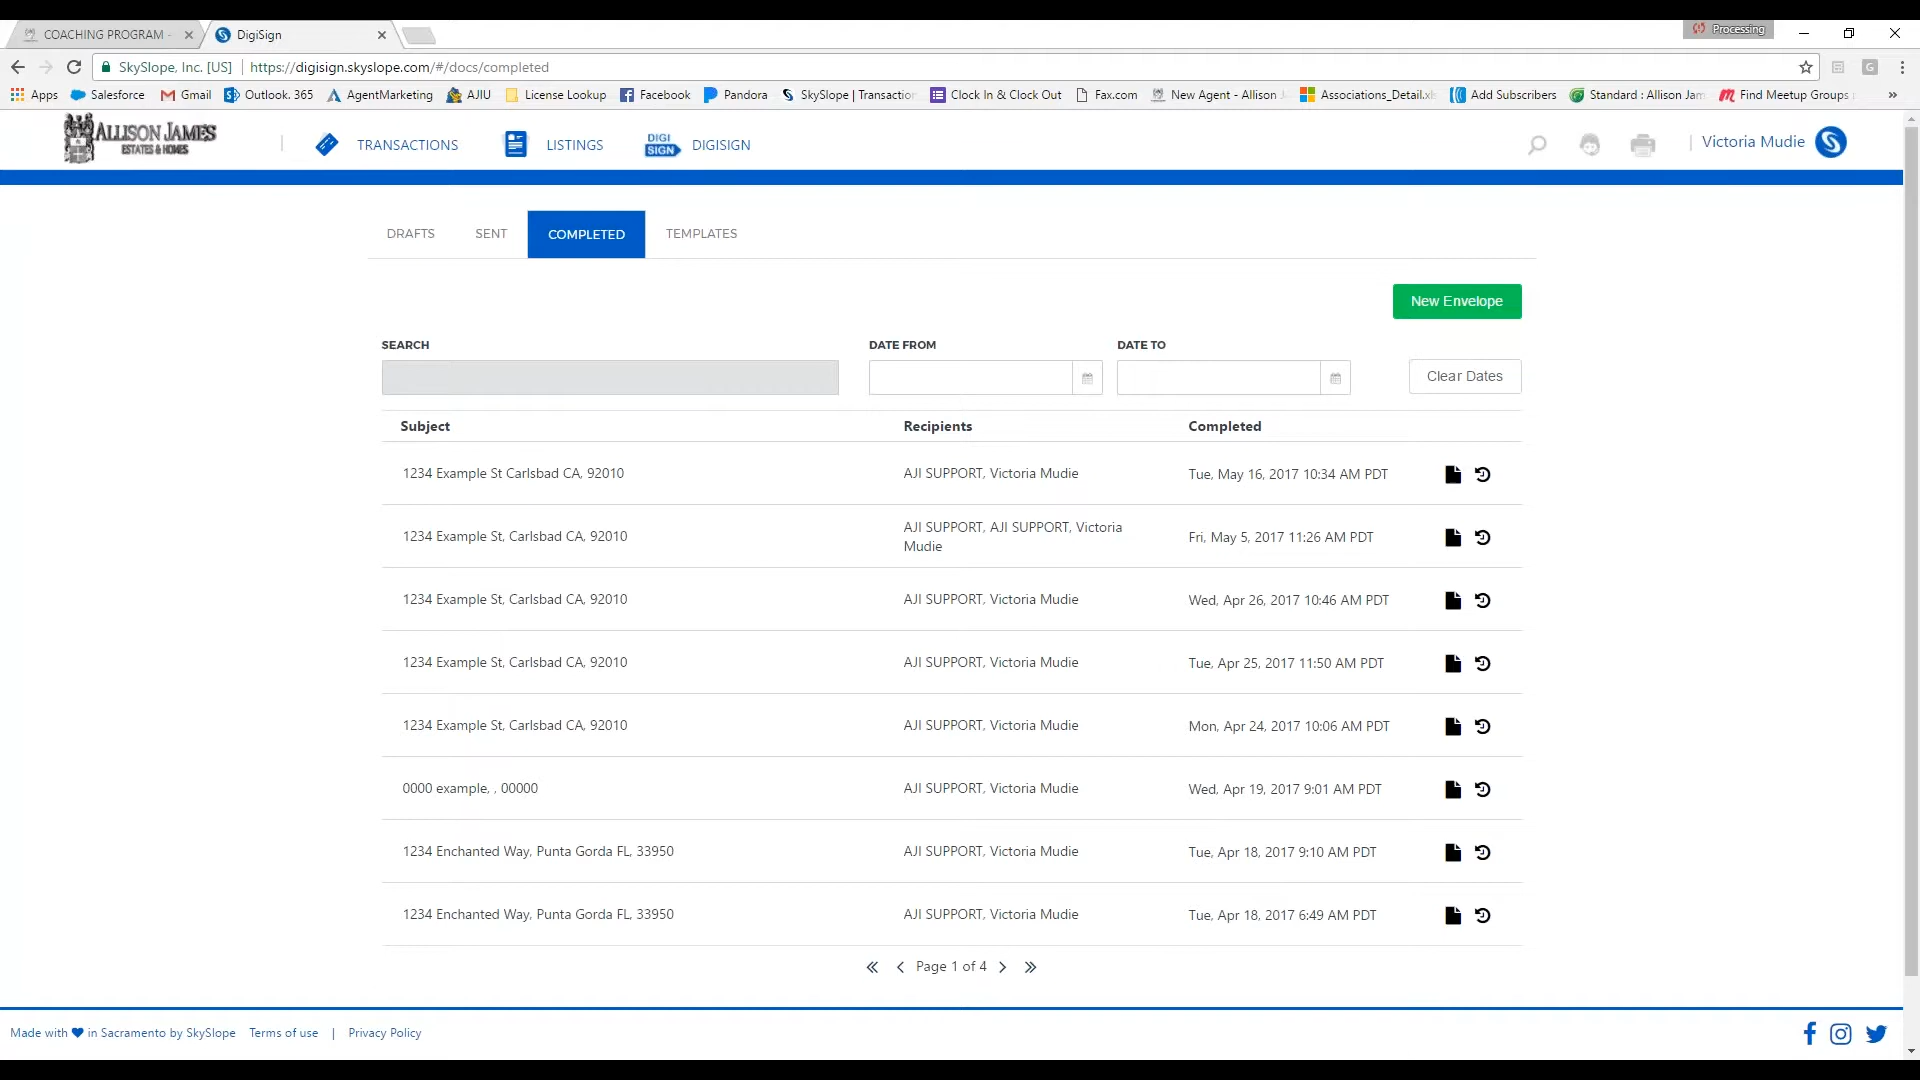 COACHING PROGRAM -
DigiSign
Processing
SkySlope, Inc. [US]
https://digisign.skyslope.com/#/docs/completed
Apps
Salesforce
Gmail
Outlook. 365
AgentMarketing
AJIU
License Lookup
Facebook
Pandora
SkySlope | Transaction
Clock In & Clock Out
Fax.com
New Agent - Allison
Associations_Detail.xls
Add Subscribers
Standard : Allison Jam
Find Meetup Groups
ALLISON JAMES
ESTATES & HOMES
TRANSACTIONS
LISTINGS
DIGI
SIGN
DIGISIGN
Victoria Mudie
DRAFTS
SENT
COMPLETED
TEMPLATES
New Envelope
SEARCH
DATE FROM
DATE TO
Clear Dates
Subject Recipients Completed
1234 Example St Carlsbad CA, 92010 AJI SUPPORT, Victoria Mudie Tue, May 16, 2017 10:34 AM PDT
1234 Example St, Carlsbad CA, 92010 AJI SUPPORT, AJI SUPPORT, Victoria Fri, May 5, 2017 11:26 AM PDT
Mudie
1234 Example St, Carlsbad CA, 92010 AJI SUPPORT, Victoria Mudie Wed, Apr 26, 2017 10:46 AM PDT
1234 Example St, Carlsbad CA, 92010 AJI SUPPORT, Victoria Mudie Tue, Apr 25, 2017 11:50 AM PDT
1234 Example St, Carlsbad CA, 92010 AJI SUPPORT, Victoria Mudie Mon, Apr 24, 2017 10:06 AM PDT
0000 example, , 00000 AJI SUPPORT, Victoria Mudie Wed, Apr 19, 2017 9:01 AM PDT
1234 Enchanted Way, Punta Gorda FL, 33950 AJI SUPPORT, Victoria Mudie Tue, Apr 18, 2017 9:10 AM PDT
1234 Enchanted Way, Punta Gorda FL, 33950 AJI SUPPORT, Victoria Mudie Tue, Apr 18, 2017 6:49 AM PDT
Page 1 of 4
Made with in Sacramento by SkySlope Terms of use | Privacy Policy